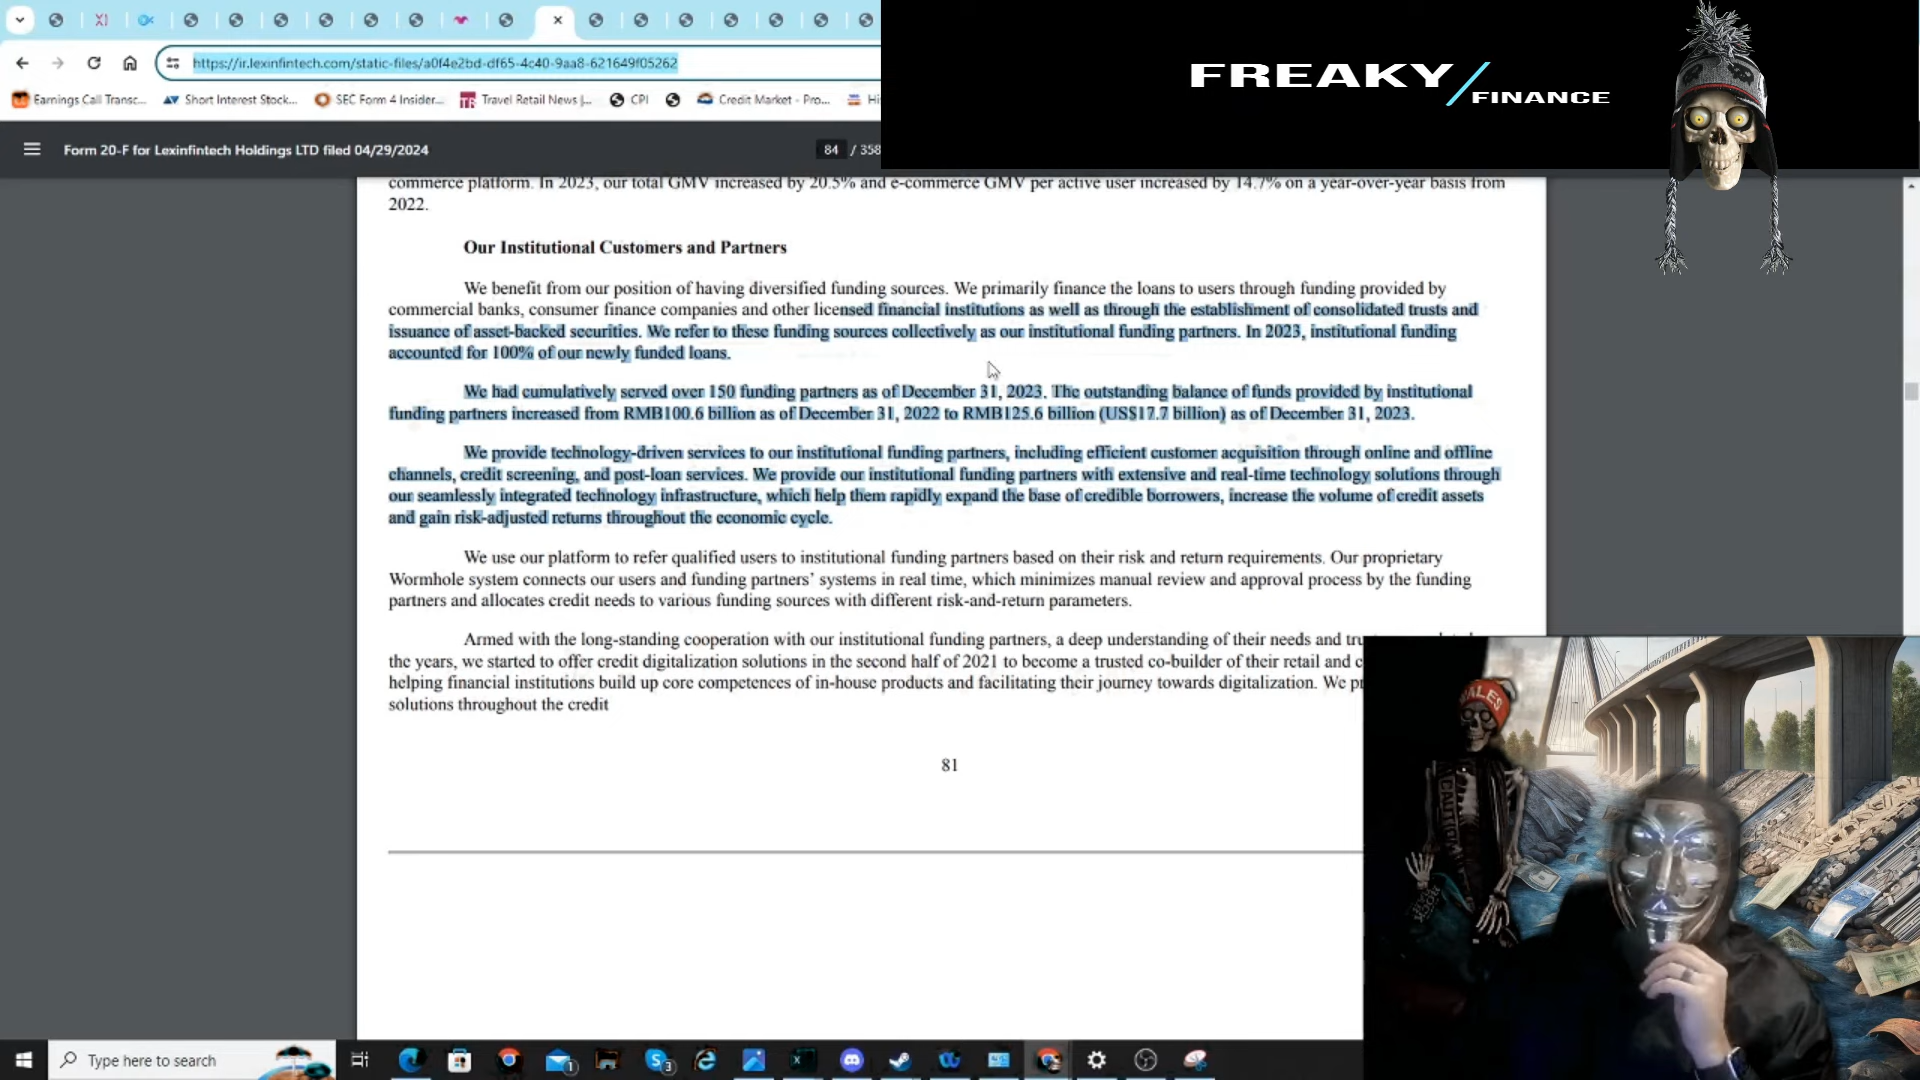 https://ir.lexinfintech.com/static-files/a0f4e2bd-df65-4c40-9aa8-621649f05262
Earnings Call Transc... Short Interest Stock... SEC Form 4 Insider... Travel Retail News |... CPI Credit Market - Pro... Hi
FREAKY/FINANCE
Form 20-F for Lexinfintech Holdings LTD filed 04/29/2024 84 / 358
commerce platform. In 2023, our total GMV increased by 20.5% and e-commerce GMV per active user increased by 14.7% on a year-over-year basis from
2022.
Our Institutional Customers and Partners
We benefit from our position of having diversified funding sources. We primarily finance the loans to users through funding provided by
commercial banks, consumer finance companies and other licensed financial institutions as well as through the establishment of consolidated trusts and
issuance of asset-backed securities. We refer to these funding sources collectively as our institutional funding partners. In 2023, institutional funding
accounted for 100% of our newly funded loans.
We had cumulatively served over 150 funding partners as of December 31, 2023. The outstanding balance of funds provided by institutional
funding partners increased from RMB100.6 billion as of December 31, 2022 to RMB125.6 billion (US$17.7 billion) as of December 31, 2023.
We provide technology-driven services to our institutional funding partners, including efficient customer acquisition through online and offline
channels, credit screening, and post-loan services. We provide our institutional funding partners with extensive and real-time technology solutions through
our seamlessly integrated technology infrastructure, which help them rapidly expand the base of credible borrowers, increase the volume of credit assets
and gain risk-adjusted returns throughout the economic cycle.
We use our platform to refer qualified users to institutional funding partners based on their risk and return requirements. Our proprietary
Wormhole system connects our users and funding partners' systems in real time, which minimizes manual review and approval process by the funding
partners and allocates credit needs to various funding sources with different risk-and-return parameters.
Armed with the long-standing cooperation with our institutional funding partners, a deep understanding of their needs and
the years, we started to offer credit digitalization solutions in the second half of 2021 to become a trusted co-builder of their retail and c
helping financial institutions build up core competences of in-house products and facilitating their journey towards digitalization. We pr
solutions throughout the credit
81
WALES
CAUTION
Type here to search